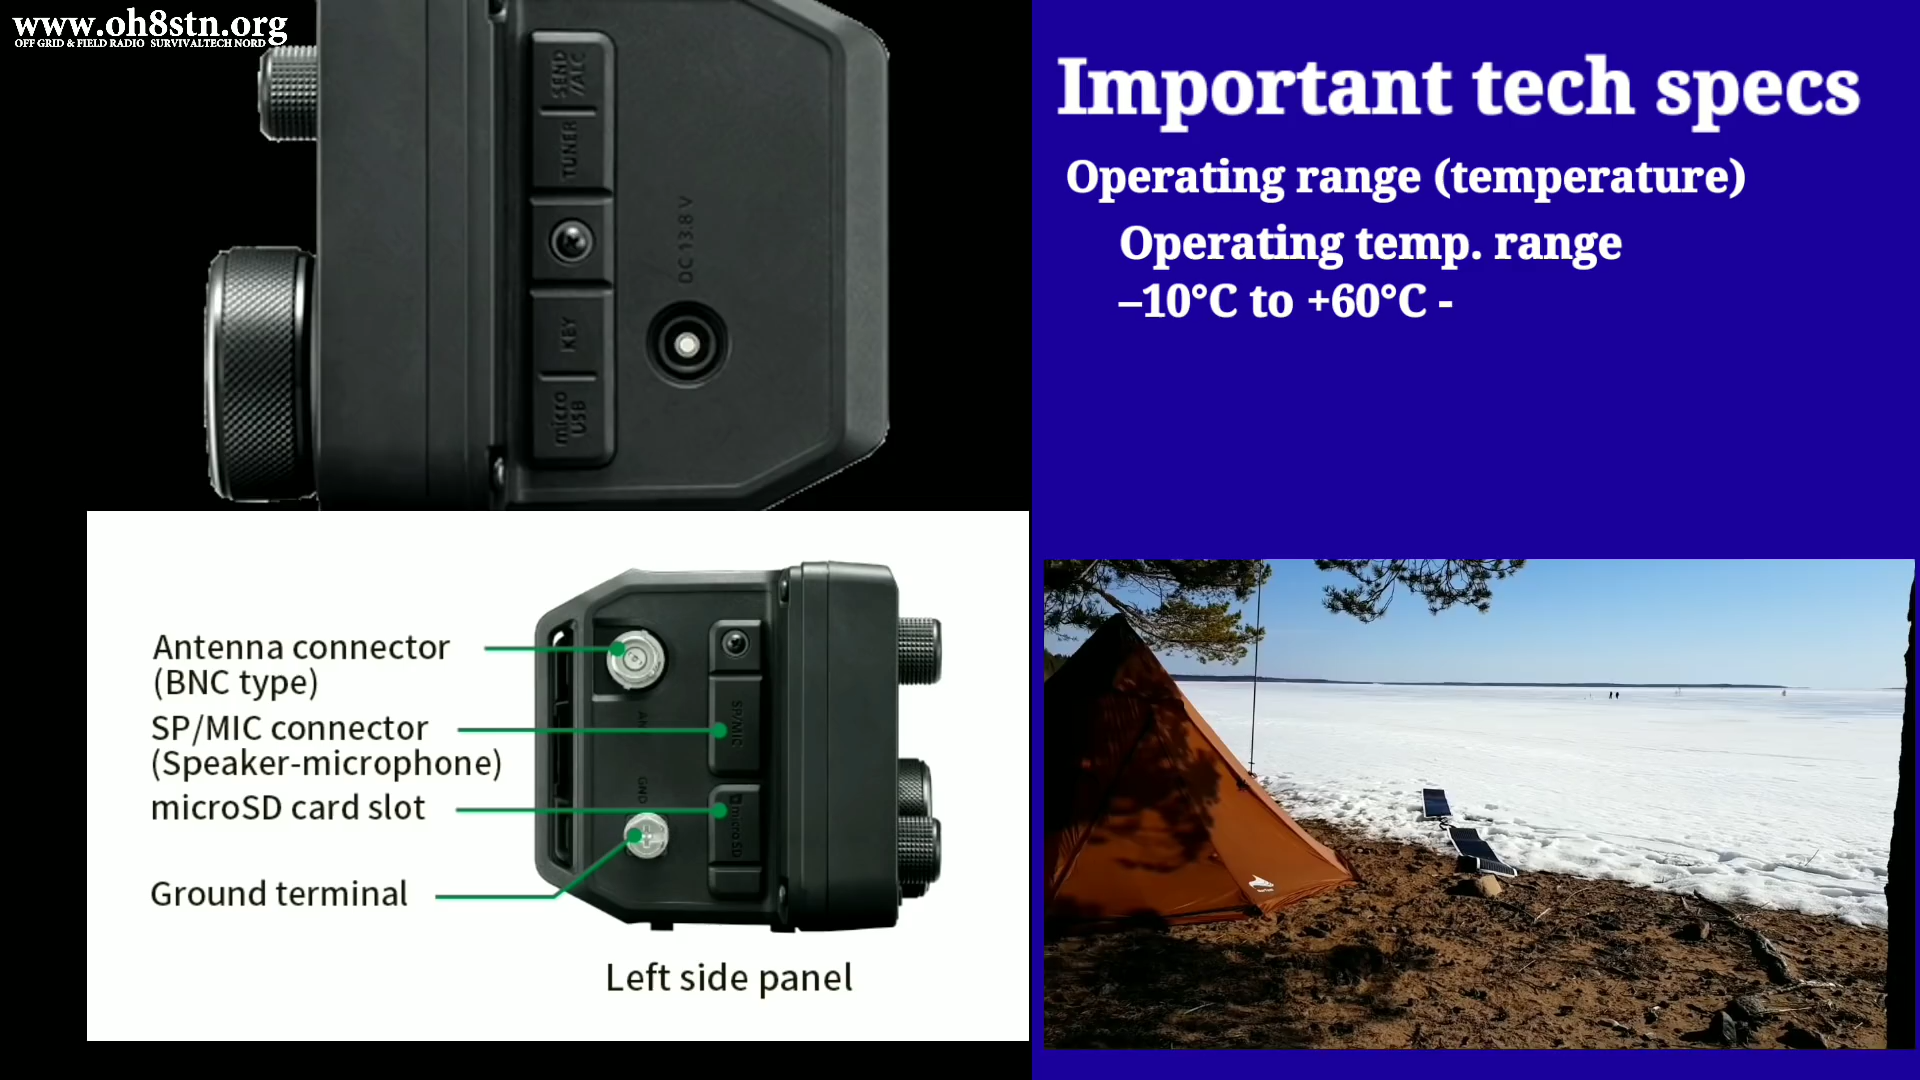 www.oh8stn.org
OFF GRID & FIELD RADIO SURVIVALTECH NORD
SEND
/ALC
TUNER
KEY
micro
USB
DC 13.8 V
Important tech specs
Operating range (temperature)
Operating temp. range
–10°C to +60°C -
Antenna connector
(BNC type)
SP/MIC connector
(Speaker-microphone)
microSD card slot
Ground terminal
SP/MIC
GND
micro SD
Left side panel